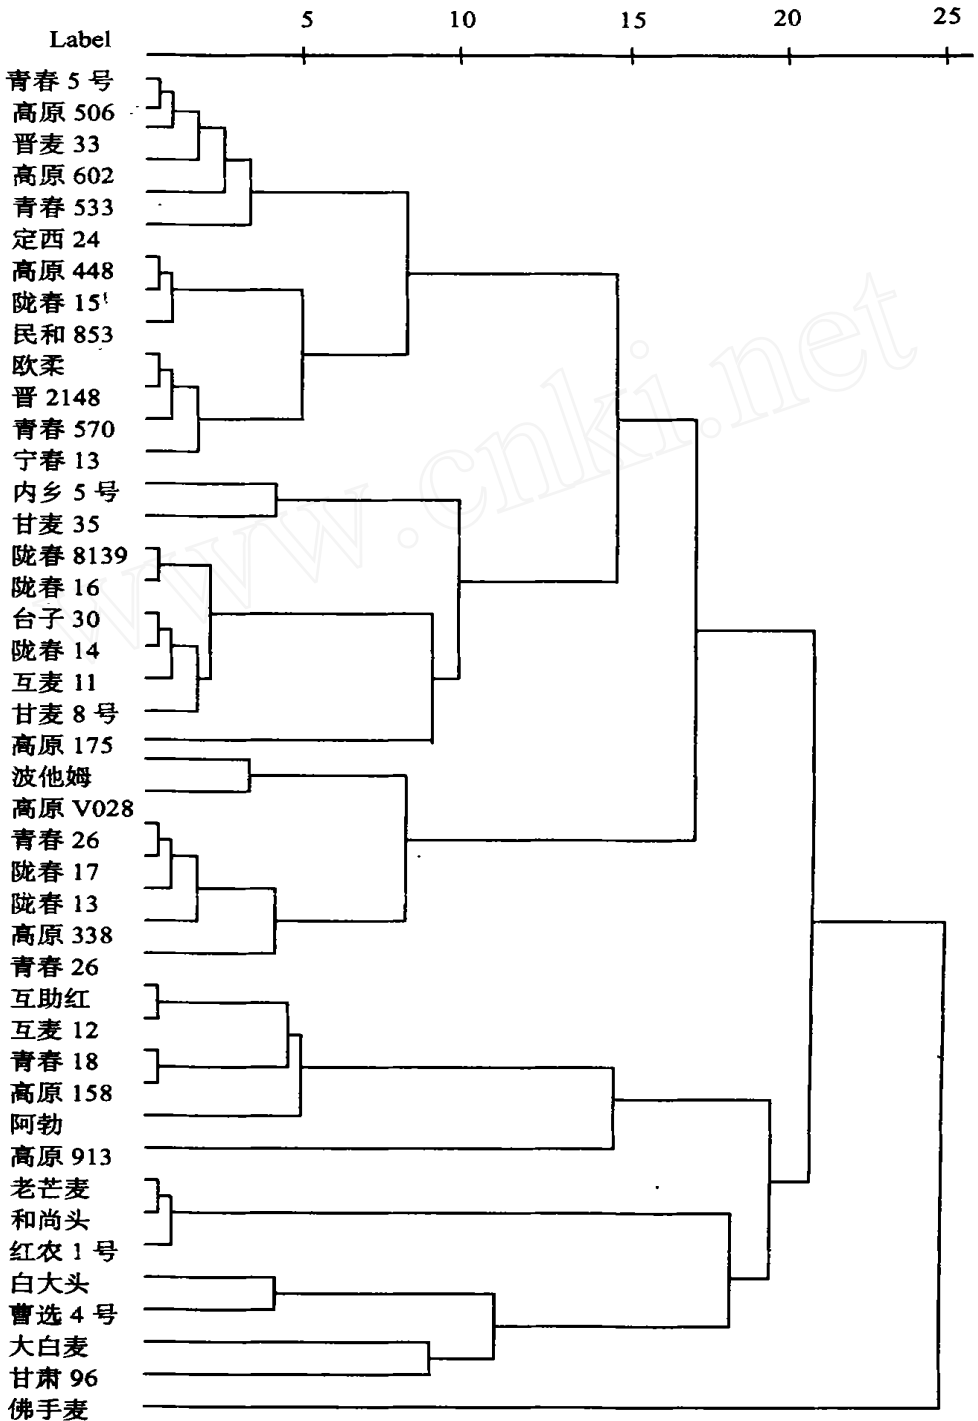 5 10 15 20 25
Label
青春 5 号
高原 506
晋麦 33
高原 602
青春 533
定西 24
高原 448
陇春 15
民和 853
欧柔
晋 2148
青春 570
宁春 13
内乡 5 号
甘麦 35
陇春 8139
陇春 16
台子 30
陇春 14
互麦 11
甘麦 8 号
高原 175
波他姆
高原 V028
青春 26
陇春 17
陇春 13
高原 338
青春 26
互助红
互麦 12
青春 18
高原 158
阿勃
高原 913
老芒麦
和尚头
红农 1 号
白大头
曹选 4 号
大白麦
甘肃 96
佛手麦
www.cnki.net